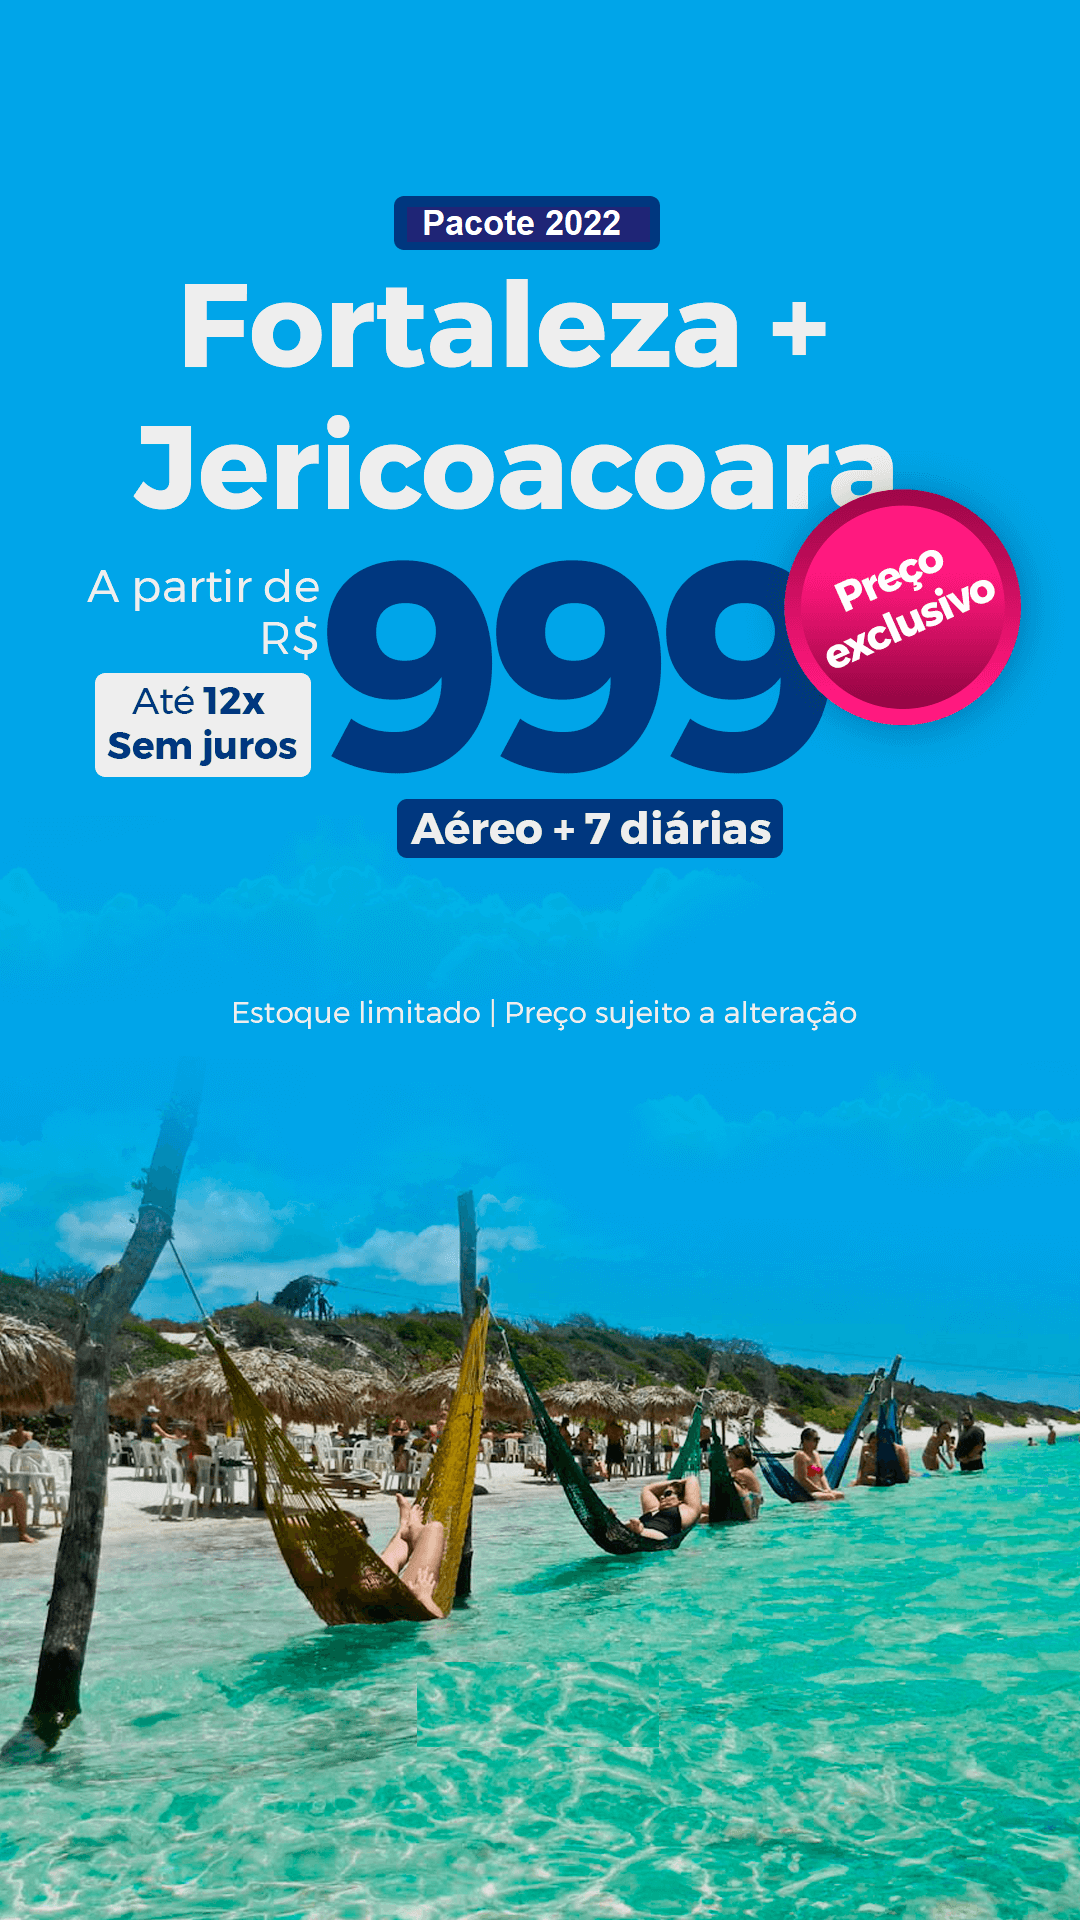 Pacote 2022
Fortaleza +
Jericoacoara
A partir de
R$
999
Preço
exclusivo
Até 12x
Sem juros
Aéreo + 7 diárias
Estoque limitado | Preço sujeito a alteração